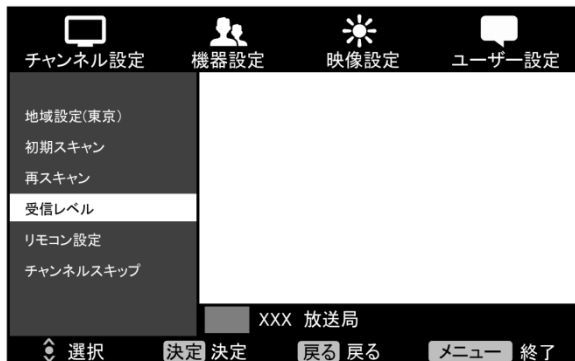 チャンネル設定 機器設定 映像設定 ユーザー設定
地域設定(東京)
初期スキャン
再スキャン
受信レベル
リモコン設定
チャンネルスキップ
XXX 放送局
選択 決定 決定 戻る 戻る メニュー 終了